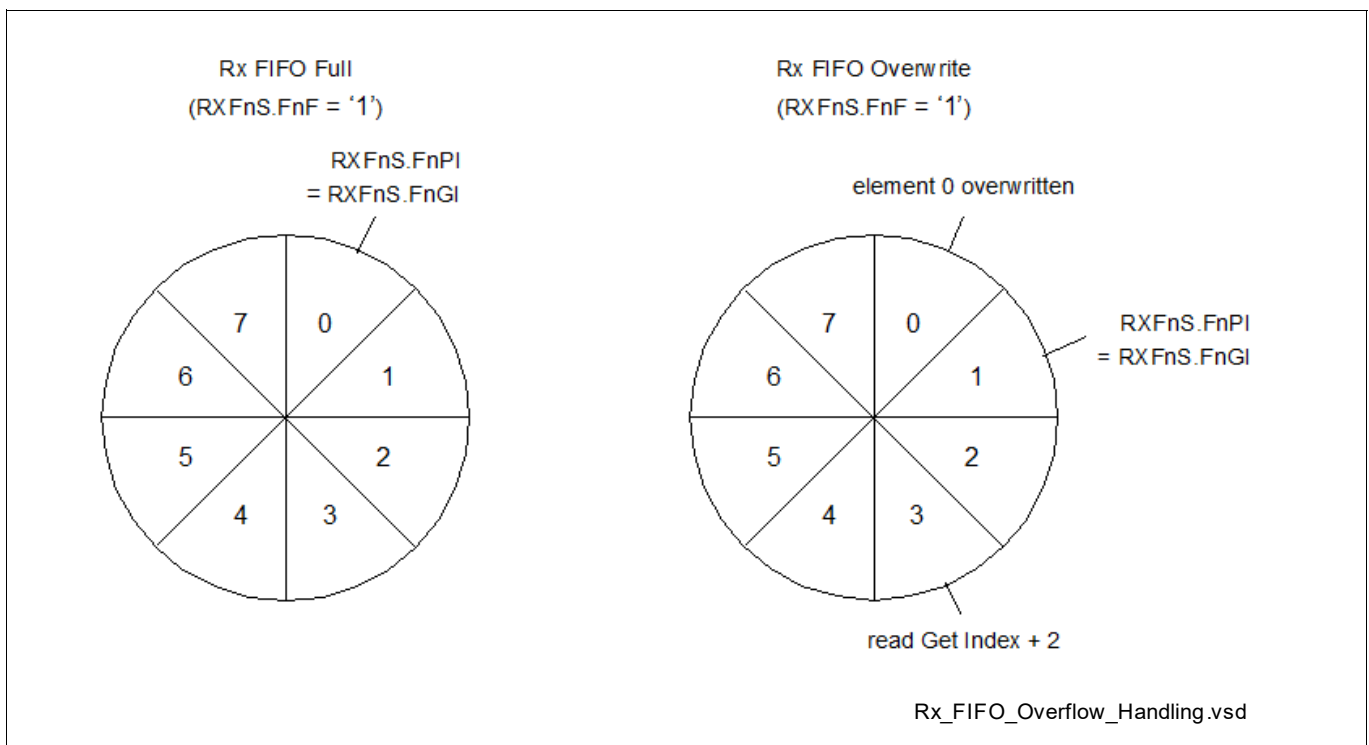 Rx FIFO Full
(RXFnS.FnF = ‘1’)
RXFnS.FnPI
= RXFnS.FnGI
7
0
6
1
5
2
4
3
Rx FIFO Overwrite
(RXFnS.FnF = ‘1’)
element 0 overwritten
RXFnS.FnPI
= RXFnS.FnGI
7
0
6
1
5
2
4
3
read Get Index + 2
Rx_FIFO_Overflow_Handling.vsd